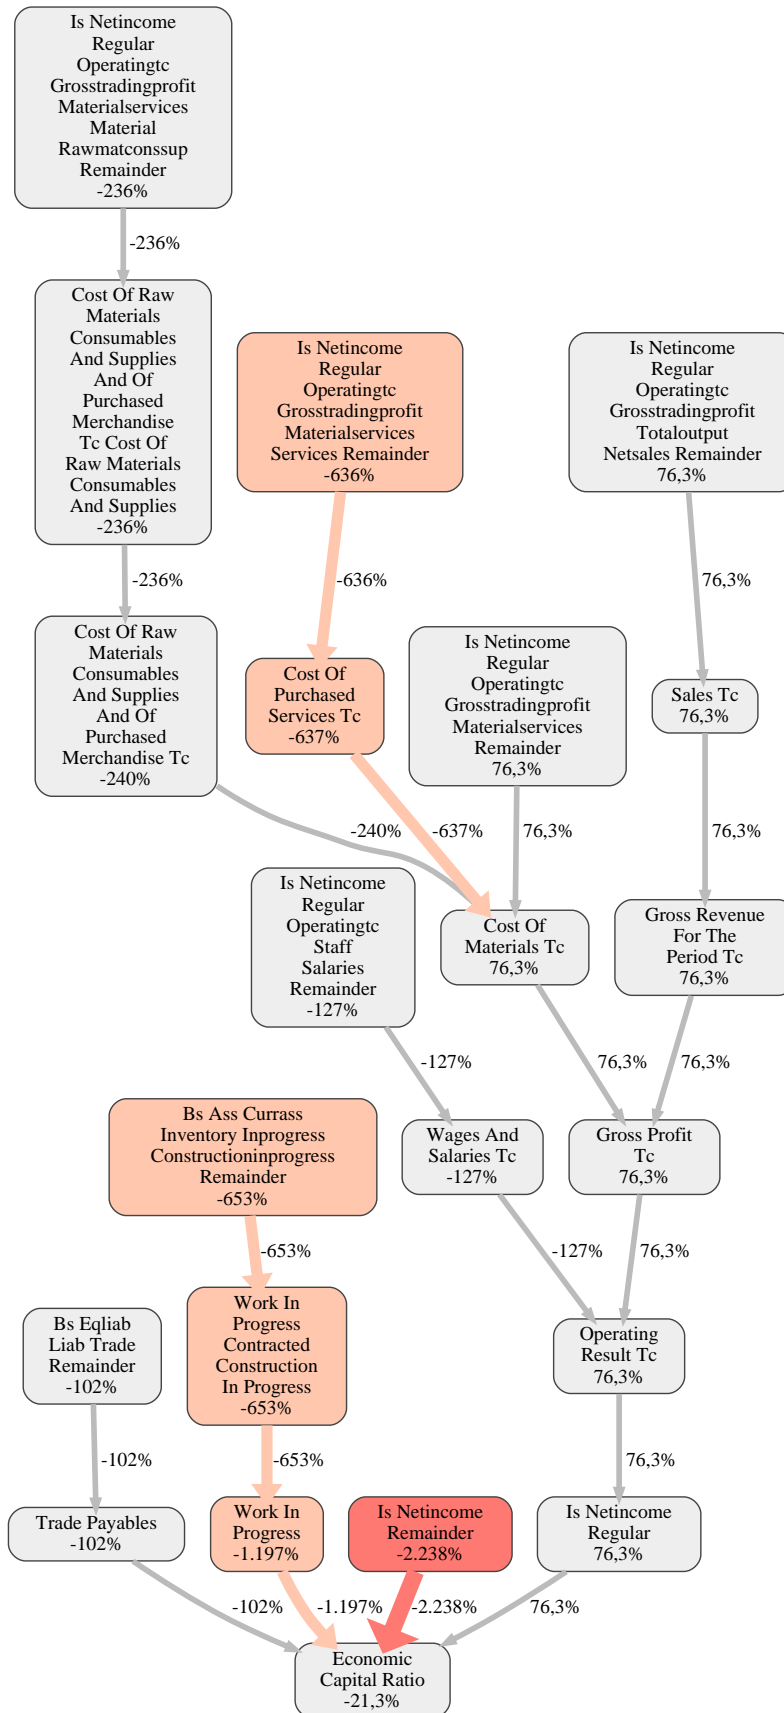 Is Netincome
Regular
Operatingtc
Grosstradingprofit
Materialservices
Material
Rawmatconssup
Remainder
-236%
-236%
Cost Of Raw
Materials
Consumables
And Supplies
And Of
Purchased
Merchandise
Tc Cost Of
Raw Materials
Consumables
And Supplies
-236%
Is Netincome
Regular
Operatingtc
Grosstradingprofit
Materialservices
Services Remainder
-636%
Is Netincome
Regular
Operatingtc
Grosstradingprofit
Totaloutput
Netsales Remainder
76,3%
-236%
-636%
76,3%
Cost Of Raw
Materials
Consumables
And Supplies
And Of
Purchased
Merchandise Tc
-240%
Cost Of
Purchased
Services Tc
-637%
Is Netincome
Regular
Operatingtc
Grosstradingprofit
Materialservices
Remainder
76,3%
Sales Tc
76,3%
-240%
-637%
76,3%
76,3%
Is Netincome
Regular
Operatingtc
Staff
Salaries
Remainder
-127%
Cost Of
Materials Tc
76,3%
Gross Revenue
For The
Period Tc
76,3%
-127%
76,3%
76,3%
Bs Ass Currass
Inventory Inprogress
Constructioninprogress
Remainder
-653%
Wages And
Salaries Tc
-127%
Gross Profit
Tc
76,3%
-653%
-127%
76,3%
Bs Eqliab
Liab Trade
Remainder
-102%
Work In
Progress
Contracted
Construction
In Progress
-653%
Operating
Result Tc
76,3%
-102%
-653%
76,3%
Trade Payables
-102%
Work In
Progress
-1.197%
Is Netincome
Remainder
-2.238%
Is Netincome
Regular
76,3%
-102%
-1.197%
-2.238%
76,3%
Economic
Capital Ratio
-21,3%